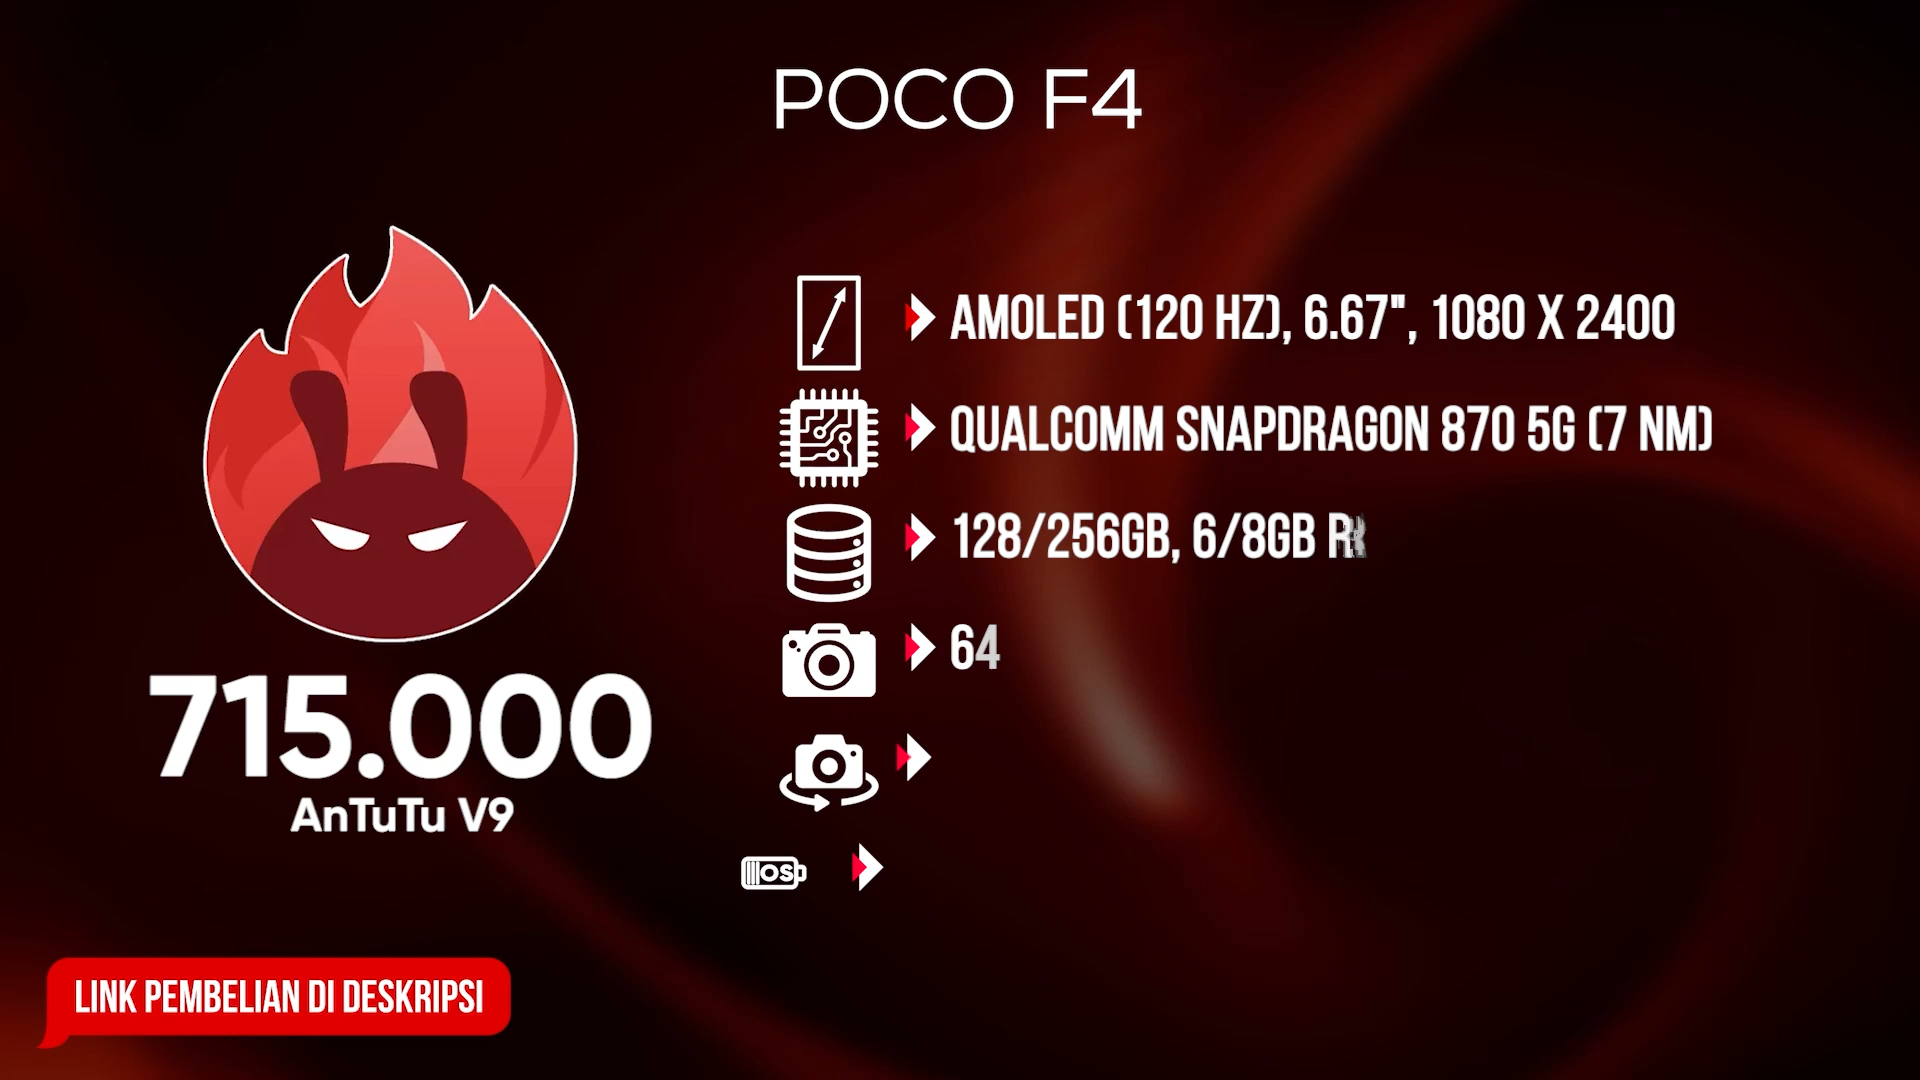 POCO F4
AMOLED (120 HZ), 6.67", 1080 X 2400
QUALCOMM SNAPDRAGON 870 5G (7 NM)
128/256GB, 6/8GB
64
OS
715.000
AnTuTu V9
LINK PEMBELIAN DI DESKRIPSI